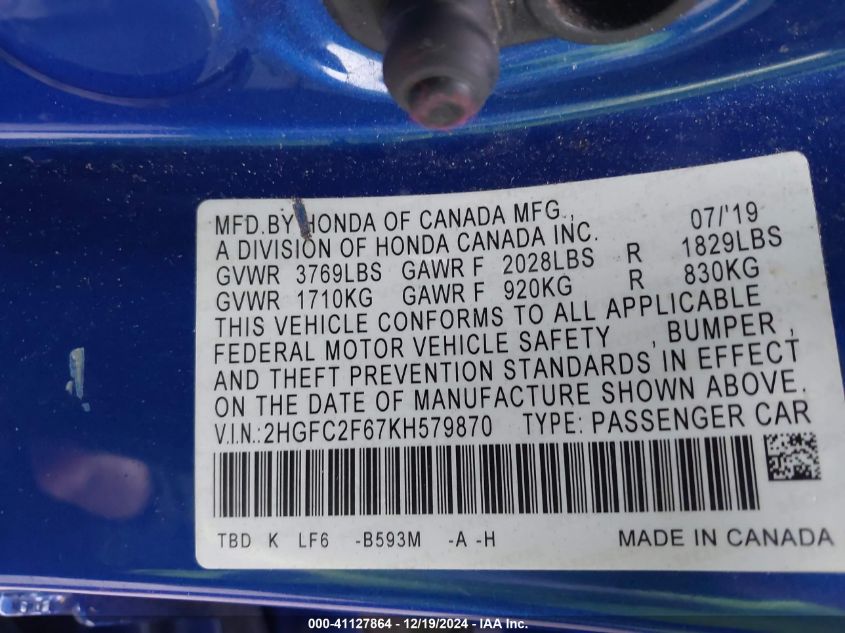 MFD.BY HONDA OF CANADA MFG., 07/'19
A DIVISION OF HONDA CANADA INC.
GVWR 3769LBS GAWR F 2028LBS R 1829LBS
GVWR 1710KG GAWR F 920KG R 830KG
THIS VEHICLE CONFORMS TO ALL APPLICABLE
FEDERAL MOTOR VEHICLE SAFETY , BUMPER ,
AND THEFT PREVENTION STANDARDS IN EFFECT
ON THE DATE OF MANUFACTURE SHOWN ABOVE.
V.I.N.:2HGFC2F67KH579870 TYPE: PASSENGER CAR
TBD K LF6 -B593M -A -H MADE IN CANADA
000-41127864 - 12/19/2024 - IAA Inc.